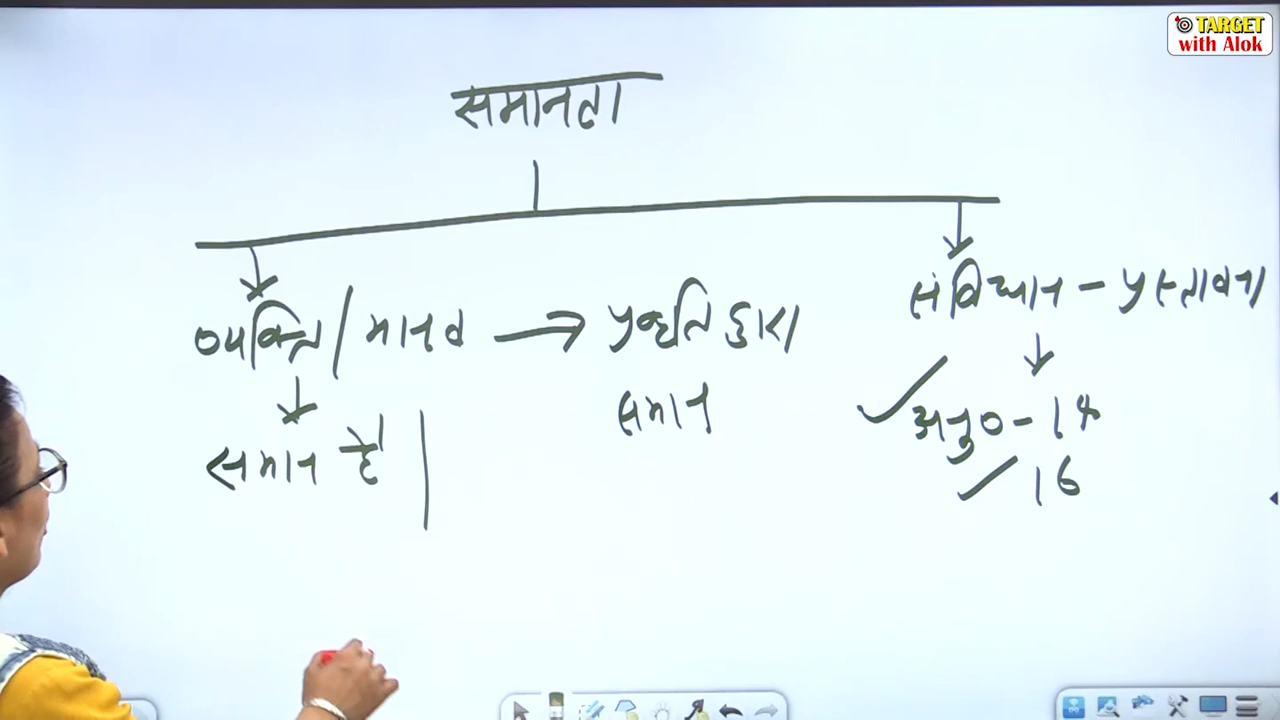 TARGET
with Alok
समानता
व्यक्ति / मानव → प्रकृति द्वारा
समान
समान है |
संविधान - प्रस्तावना
अनु० - 14
16